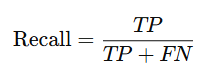 Recall = TP / (TP + FN)